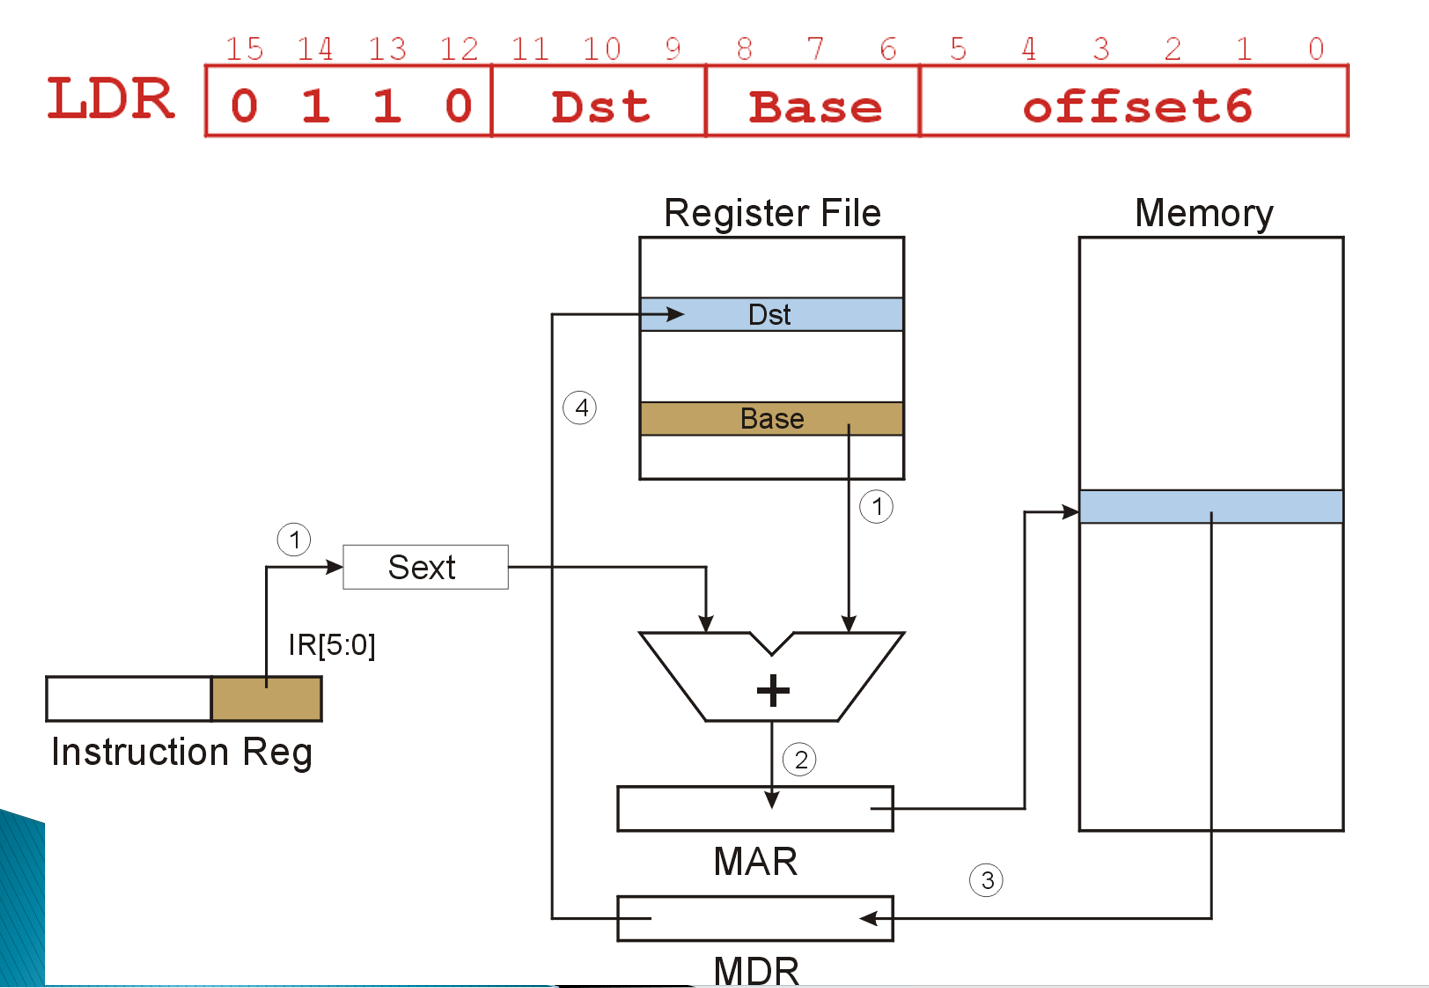 15 14 13 12 11 10 9 8 7 6 5 4 3 2 1 0
LDR 0 1 1 0 Dst Base offset6
Register File Memory
Dst
4
Base
1
1
Sext
IR[5:0]
+
Instruction Reg
2
MAR
3
MDR